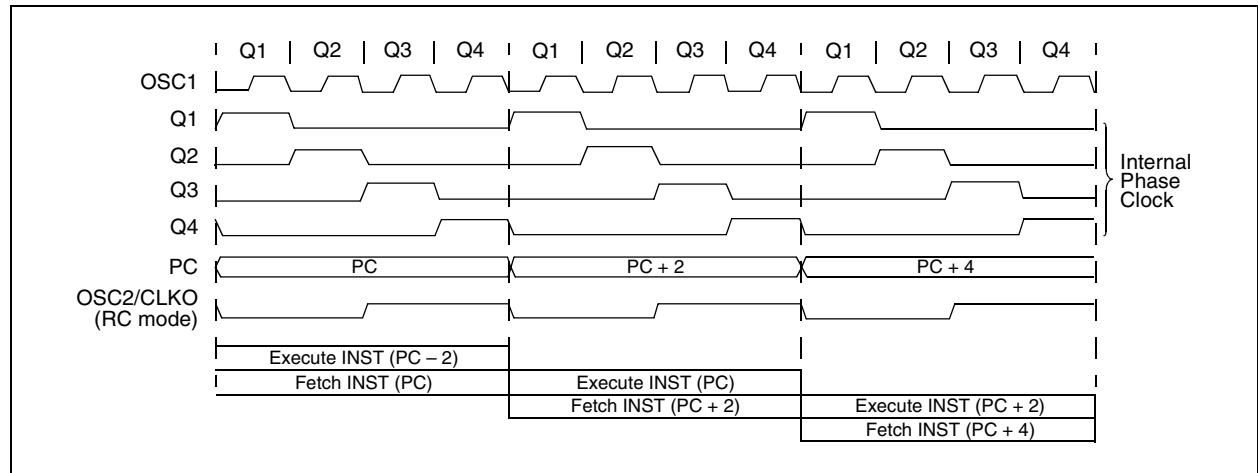 Q1 Q2 Q3 Q4 Q1 Q2 Q3 Q4 Q1 Q2 Q3 Q4
OSC1
Q1
Q2
Q3
Q4
Internal
Phase
Clock
PC PC PC + 2 PC + 4
OSC2/CLKO
(RC mode)
Execute INST (PC – 2)
Fetch INST (PC) Execute INST (PC)
Fetch INST (PC + 2) Execute INST (PC + 2)
Fetch INST (PC + 4)